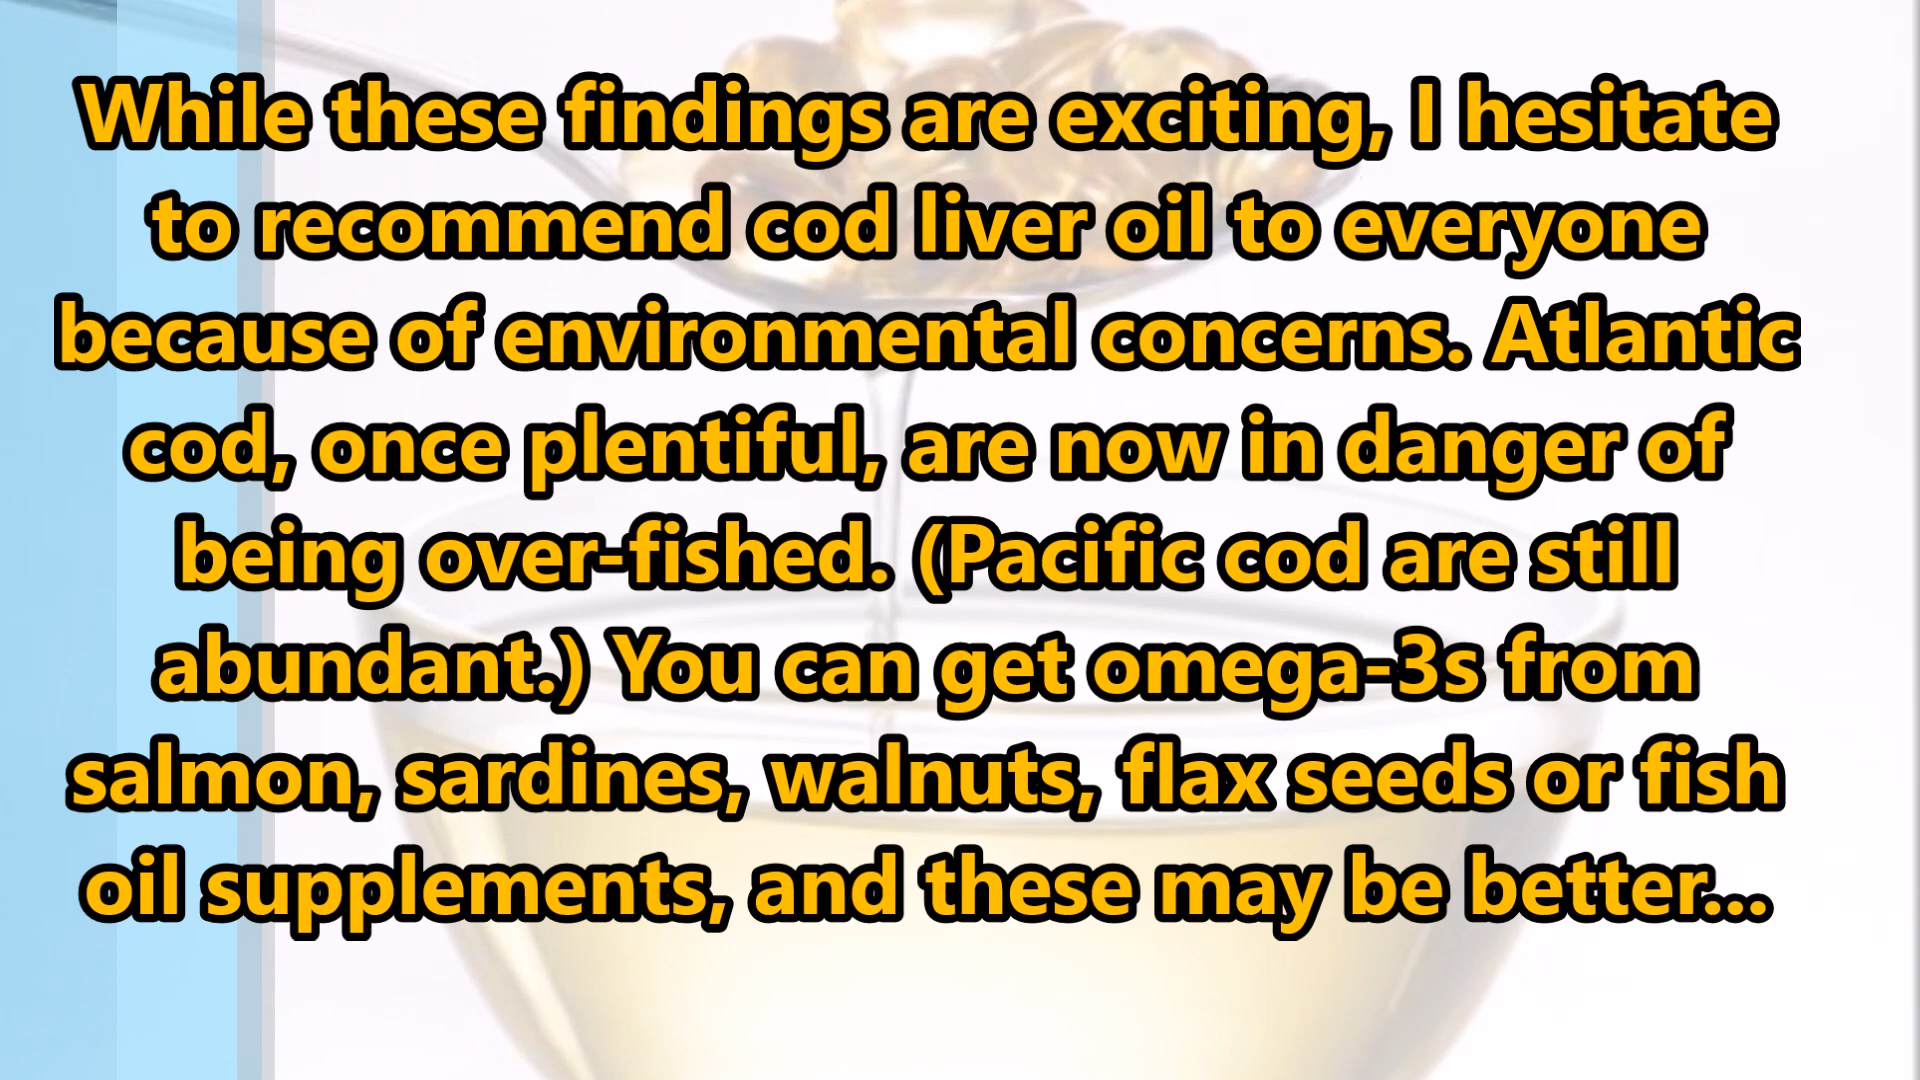 While these findings are exciting, I hesitate
to recommend cod liver oil to everyone
because of environmental concerns. Atlantic
cod, once plentiful, are now in danger of
being over-fished. (Pacific cod are still
abundant.) You can get omega-3s from
salmon, sardines, walnuts, flax seeds or fish
oil supplements, and these may be better...